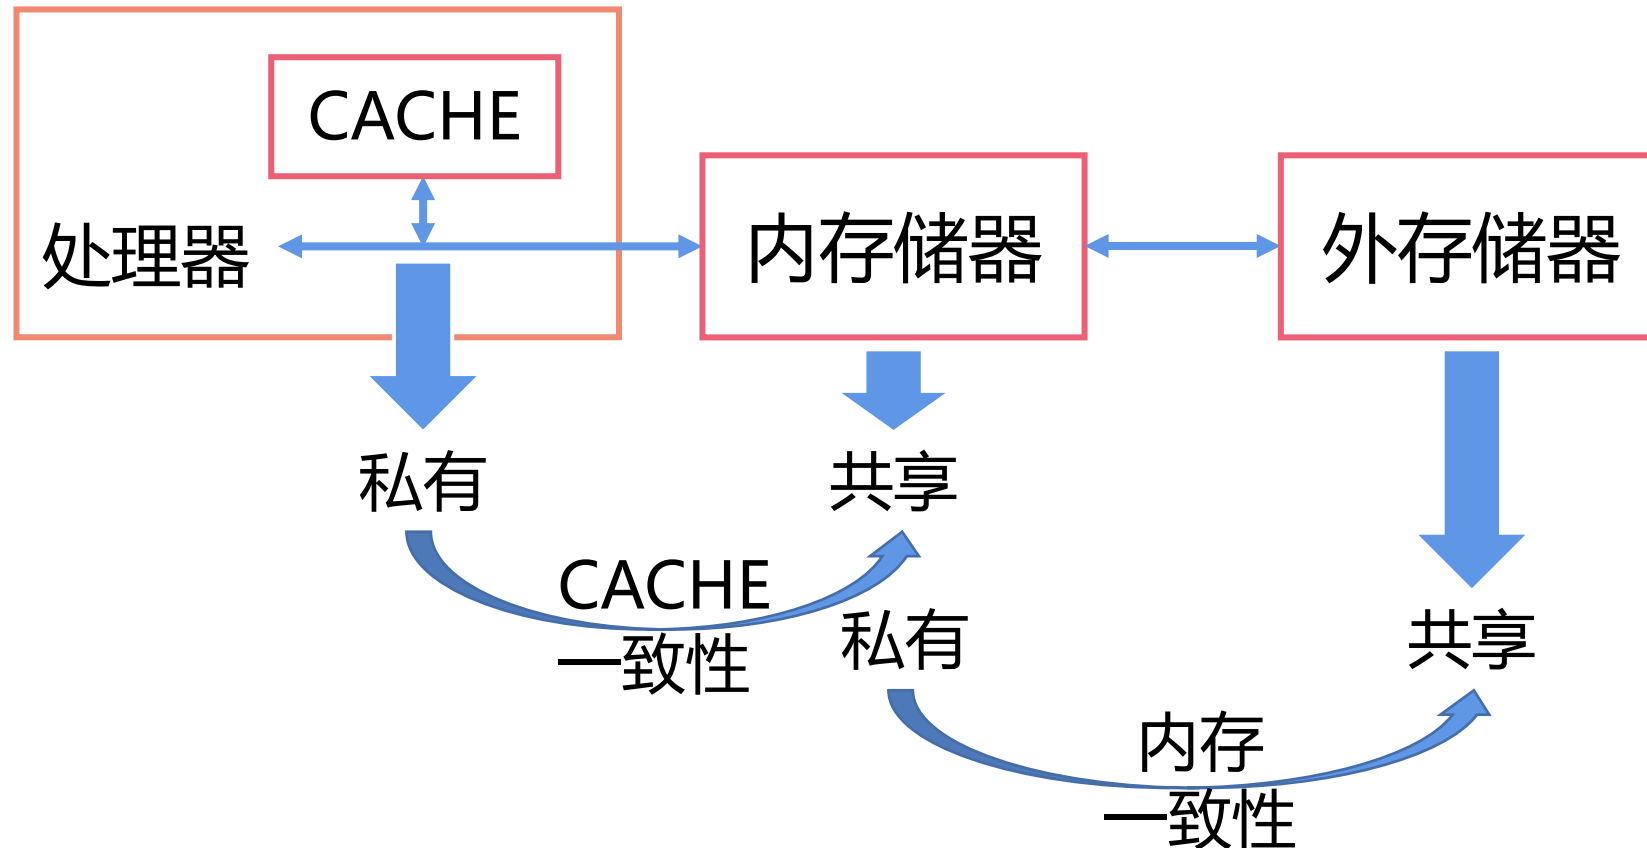 CACHE
处理器
内存储器
外存储器
私有
共享
CACHE
一致性
私有
共享
内存
一致性